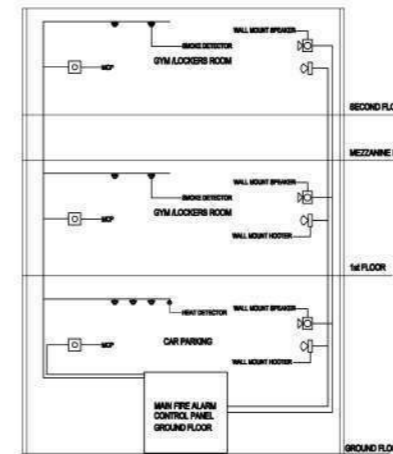 WALL MOUNT SPEAKER
SMOKE DETECTOR
GYM /LOCKERS ROOM
MCP
SECOND FLO
MEZZANINE
WALL MOUNT SPEAKER
SMOKE DETECTOR
GYM /LOCKERS ROOM
MCP
WALL MOUNT HOOTER
1st FLOOR
WALL MOUNT SPEAKER
HEAT DETECTOR
MCP
CAR PARKING
WALL MOUNT HOOTER
MAIN FIRE ALARM
CONTROL PANEL
GROUND FLOOR
GROUND FLO